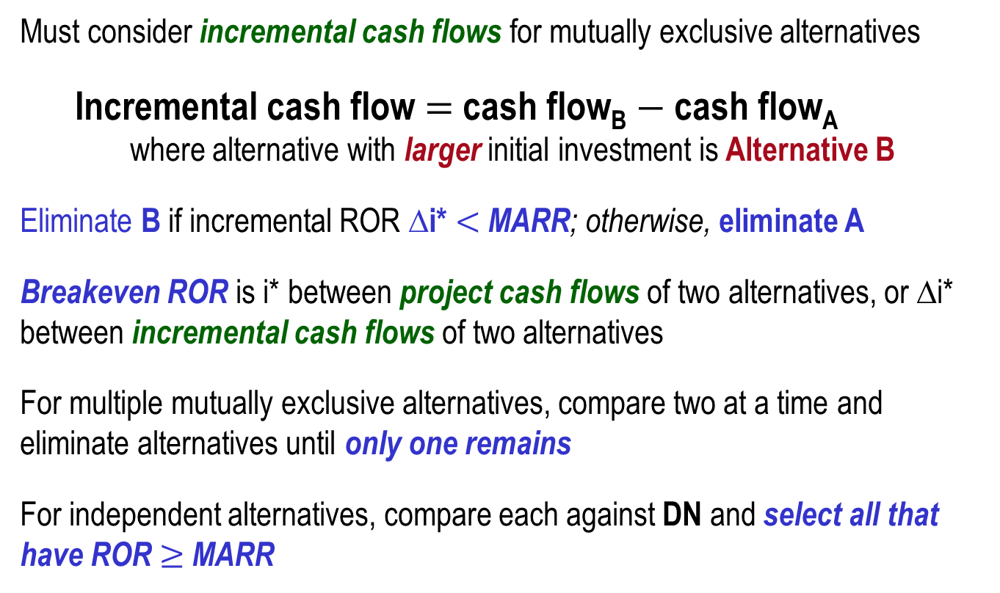 Must consider incremental cash flows for mutually exclusive alternatives
Incremental cash flow = cash flowB − cash flowA
where alternative with larger initial investment is Alternative B
Eliminate B if incremental ROR Δi* < MARR; otherwise, eliminate A
Breakeven ROR is i* between project cash flows of two alternatives, or Δi*
between incremental cash flows of two alternatives
For multiple mutually exclusive alternatives, compare two at a time and
eliminate alternatives until only one remains
For independent alternatives, compare each against DN and select all that
have ROR ≥ MARR